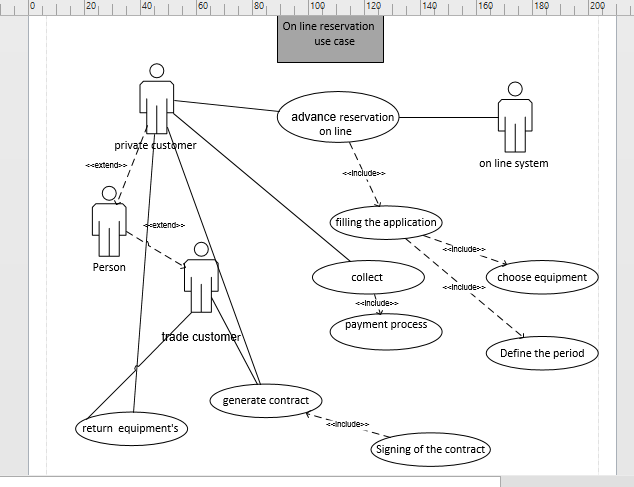 0 20 40 60 80 100 120 140 160 180 200
On line reservation
use case
advance reservation
on line
private customer
on line system
<<extend>>
<<include>>
<<extend>>
filling the application
Person
<<include>>
collect
choose equipment
<<include>>
<<include>>
payment process
trade customer
Define the period
generate contract
<<include>>
return equipment's
Signing of the contract